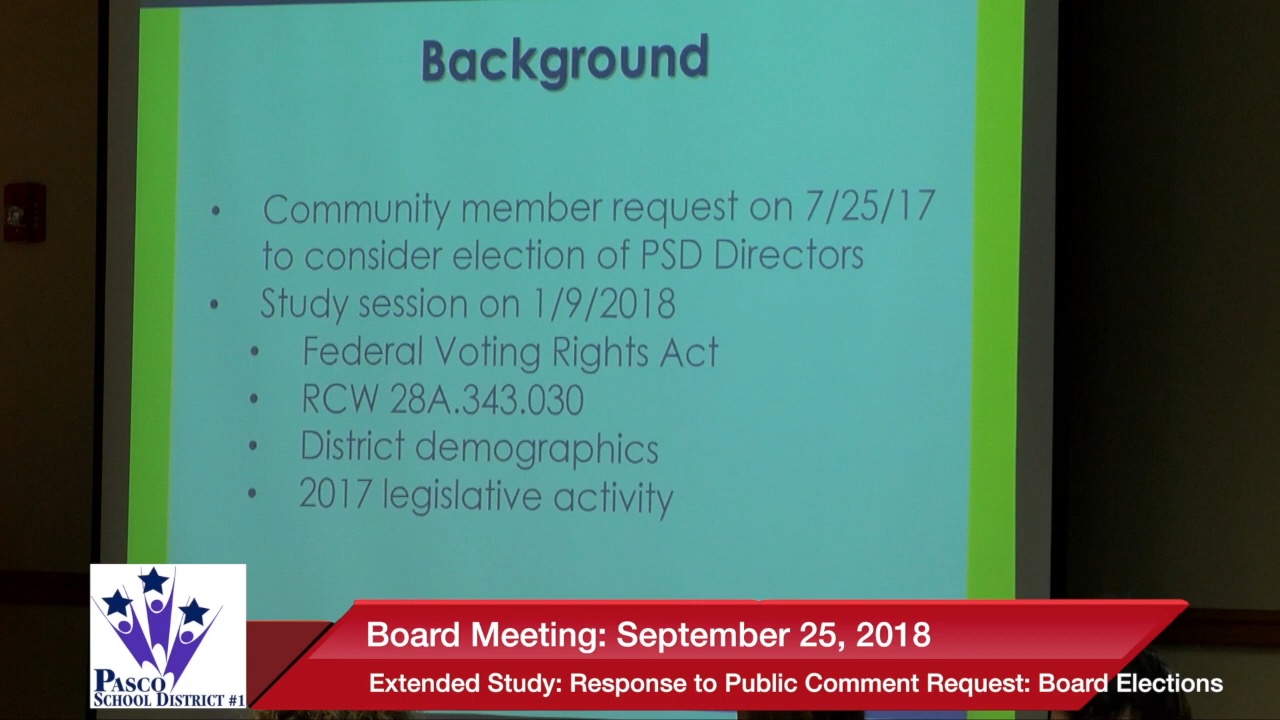 Background
• Community member request on 7/25/17
to consider election of PSD Directors
• Study session on 1/9/2018
• Federal Voting Rights Act
• RCW 28A.343.030
• District demographics
• 2017 legislative activity
PASCO
SCHOOL DISTRICT #1
Board Meeting: September 25, 2018
Extended Study: Response to Public Comment Request: Board Elections